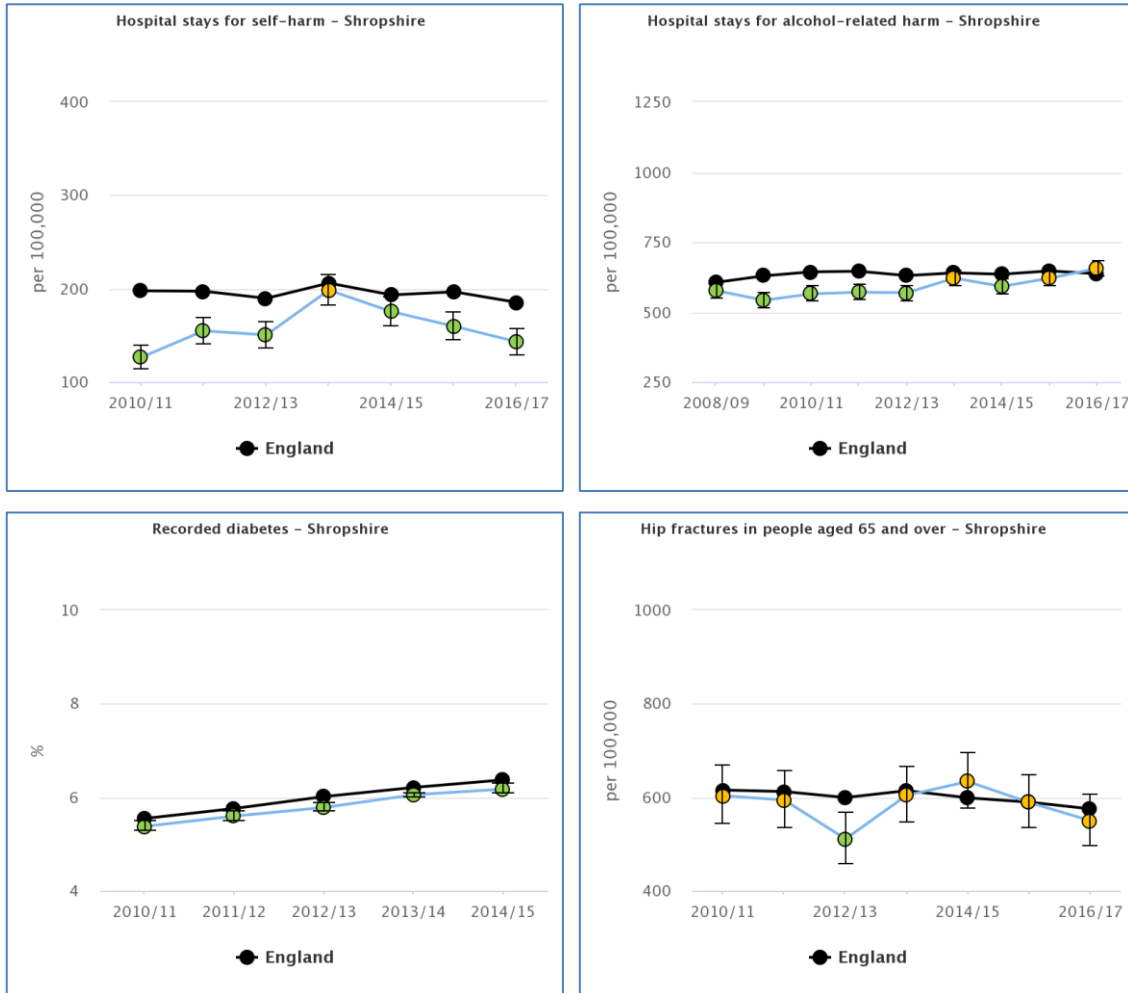 Hospital stays for self-harm – Shropshire
400
300
200
100
per 100,000
2010/11 2012/13 2014/15 2016/17
England
Hospital stays for alcohol-related harm – Shropshire
1250
1000
750
500
250
per 100,000
2008/09 2010/11 2012/13 2014/15 2016/17
England
Recorded diabetes – Shropshire
10
8
6
4
%
2010/11 2011/12 2012/13 2013/14 2014/15
England
Hip fractures in people aged 65 and over – Shropshire
1000
800
600
400
per 100,000
2010/11 2012/13 2014/15 2016/17
England